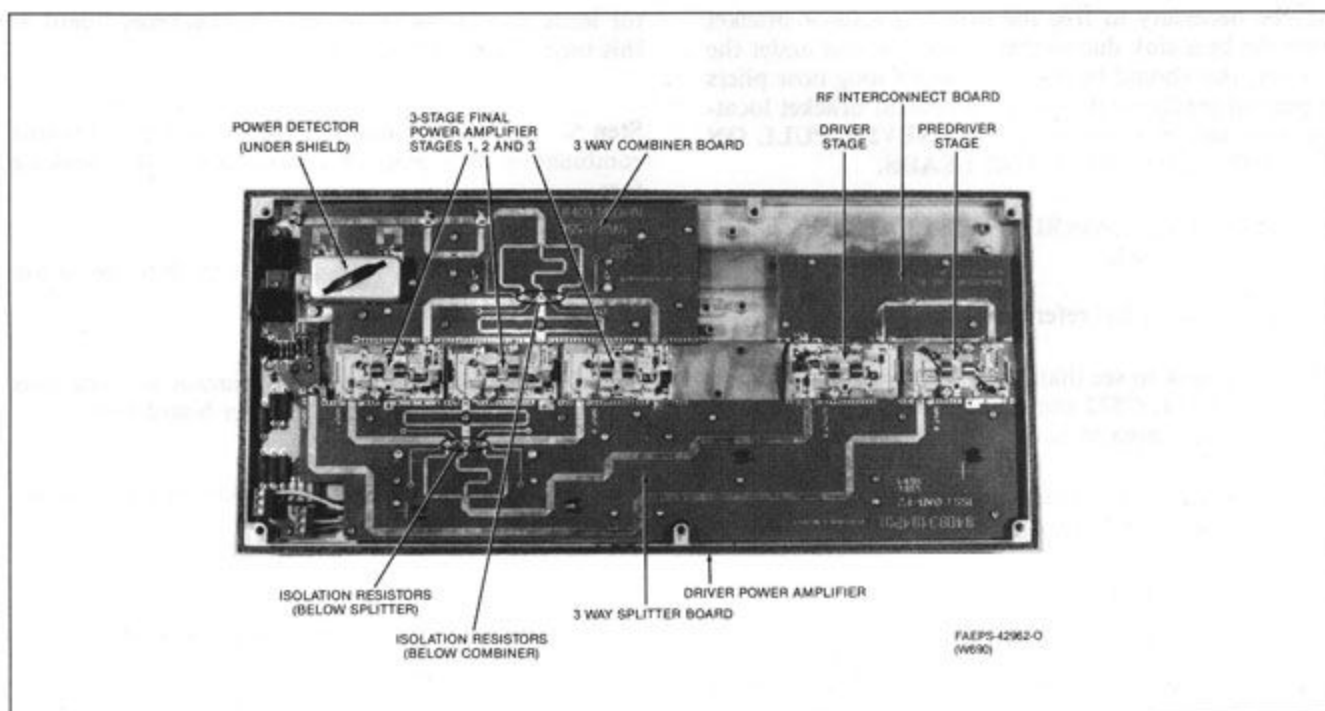 RF INTERCONNECT BOARD
POWER DETECTOR
(UNDER SHIELD)
3-STAGE FINAL
POWER AMPLIFIER
STAGES 1, 2 AND 3
3 WAY COMBINER BOARD
DRIVER
STAGE
PREDRIVER
STAGE
ISOLATION RESISTORS
(BELOW SPLITTER)
ISOLATION RESISTORS
(BELOW COMBINER)
3 WAY SPLITTER BOARD
DRIVER POWER AMPLIFIER
FAEPS-42962-O
(W690)